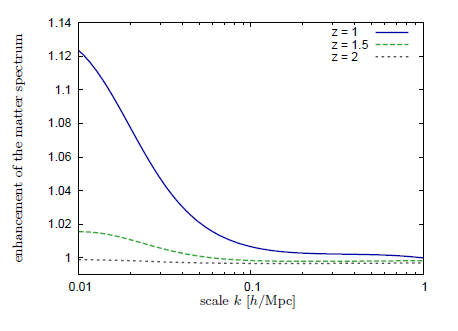 1.14
1.12
1.1
1.08
1.06
1.04
1.02
1
0.01
0.1
1
enhancement of the matter spectrum
scale k [h/Mpc]
z = 1
z = 1.5
z = 2